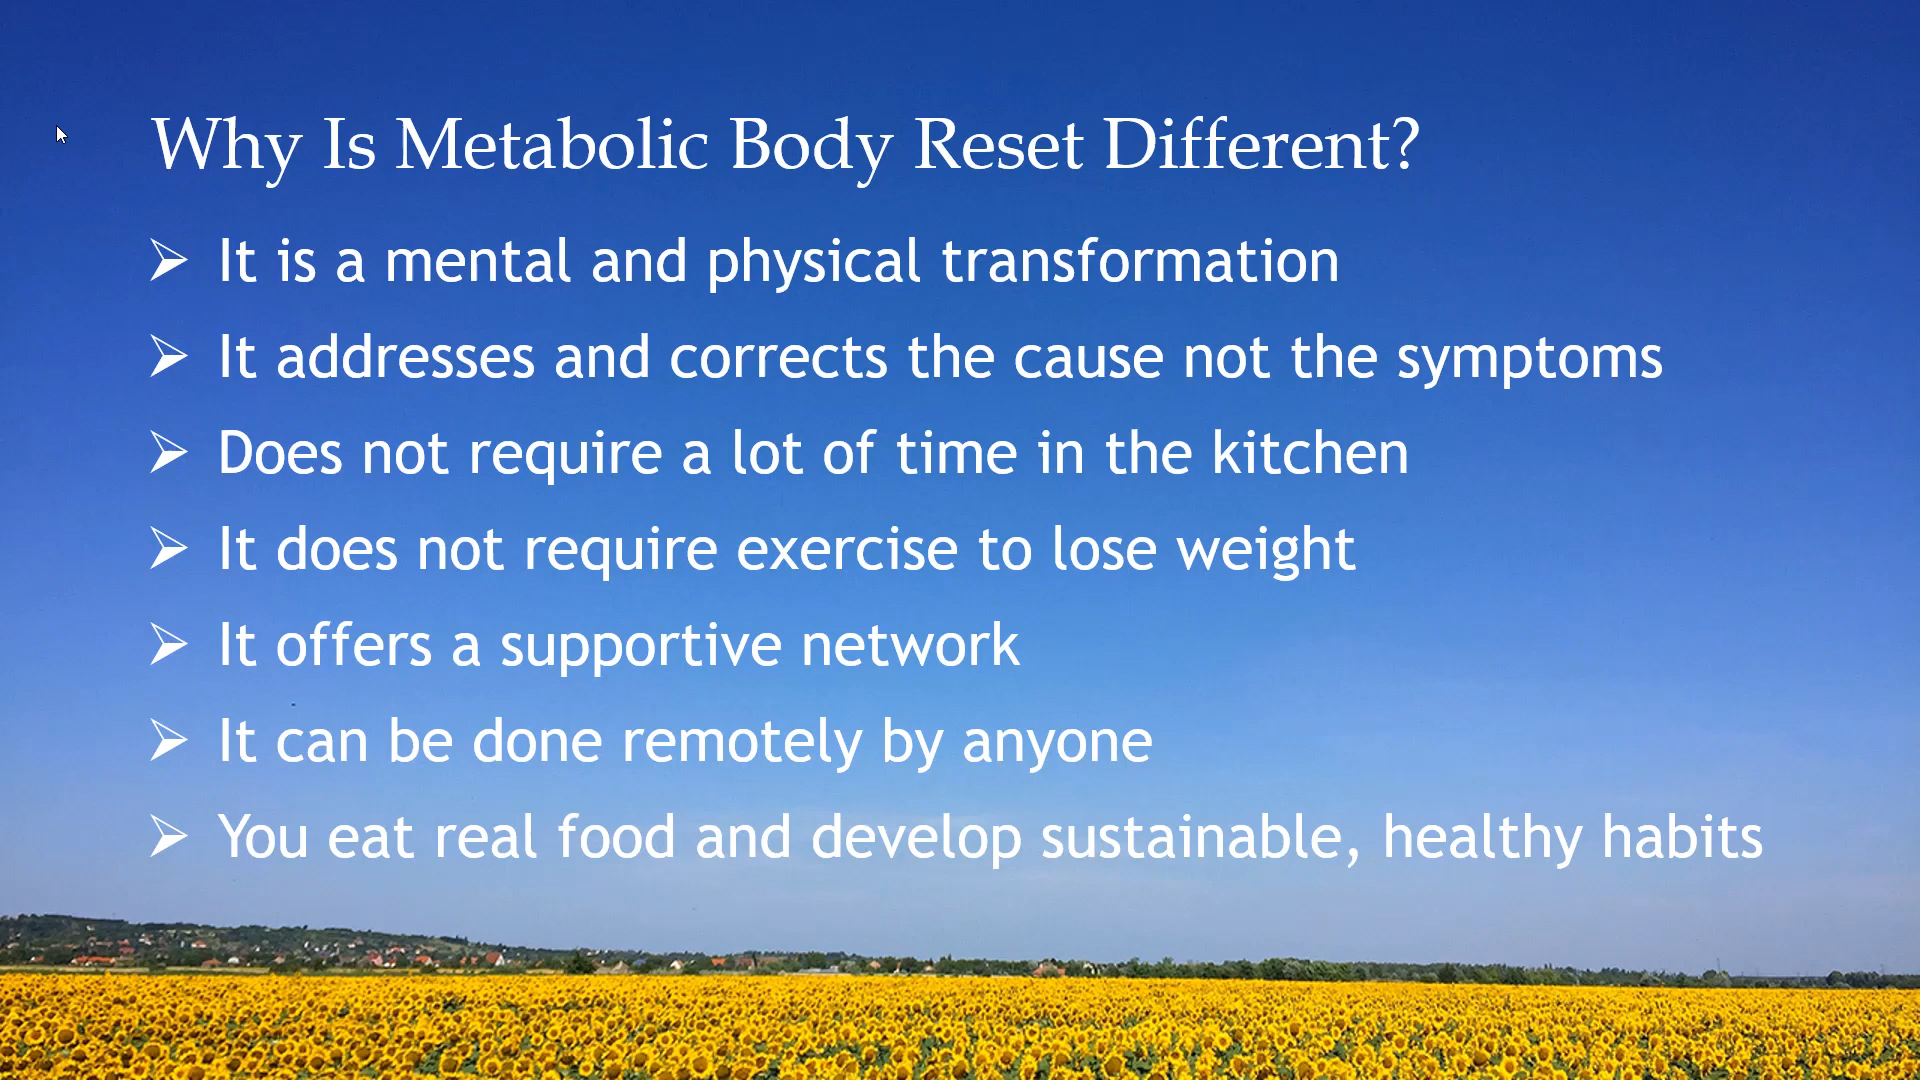 Why Is Metabolic Body Reset Different?
➢ It is a mental and physical transformation
➢ It addresses and corrects the cause not the symptoms
➢ Does not require a lot of time in the kitchen
➢ It does not require exercise to lose weight
➢ It offers a supportive network
➢ It can be done remotely by anyone
➢ You eat real food and develop sustainable, healthy habits